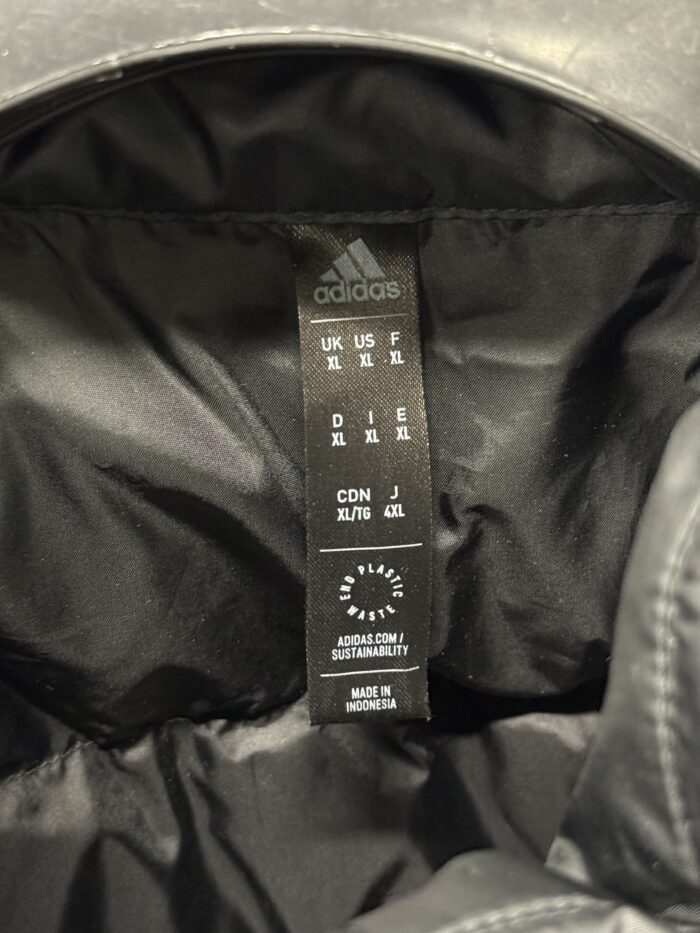 adidas
UK US F
XL XL XL
D I E
XL XL XL
CDN J
XL/TG 4XL
END PLASTIC WASTE
ADIDAS.COM/
SUSTAINABILITY
MADE IN
INDONESIA